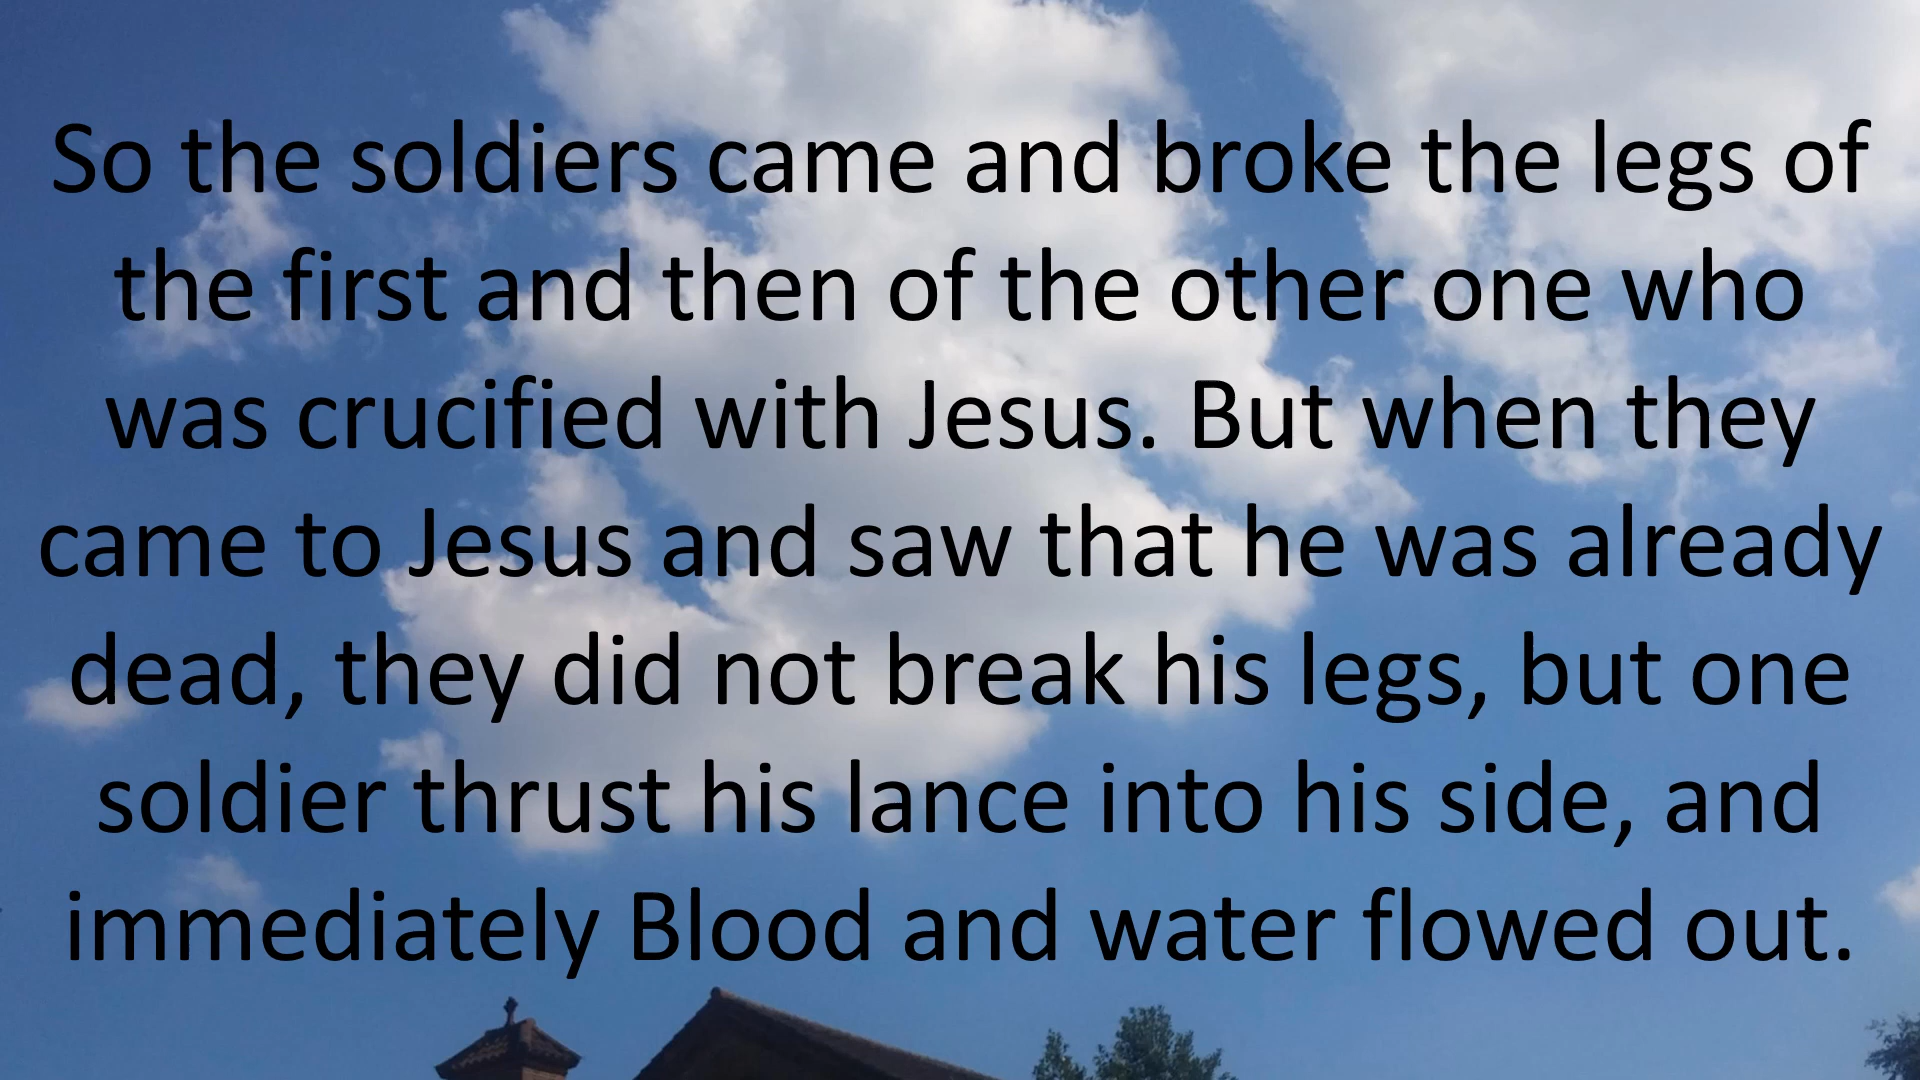 So the soldiers came and broke the legs of
the first and then of the other one who
was crucified with Jesus. But when they
came to Jesus and saw that he was already
dead, they did not break his legs, but one
soldier thrust his lance into his side, and
immediately Blood and water flowed out.